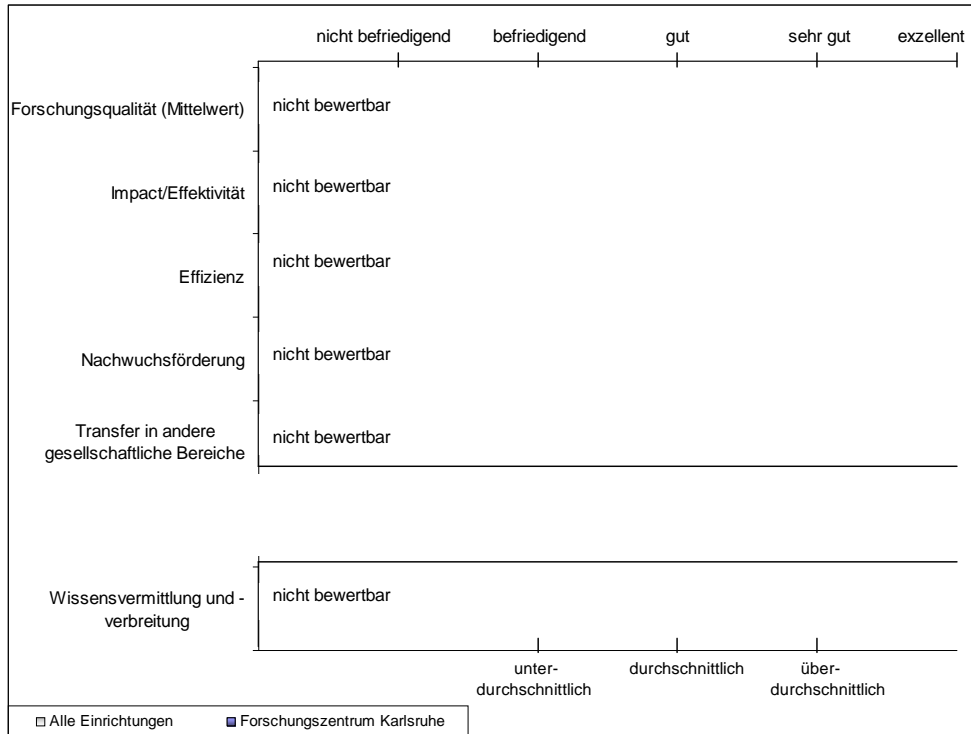 nicht befriedigend befriedigend gut sehr gut exzellent
Forschungsqualität (Mittelwert) nicht bewertbar
Impact/Effektivität nicht bewertbar
Effizienz nicht bewertbar
Nachwuchsförderung nicht bewertbar
Transfer in andere
gesellschaftliche Bereiche nicht bewertbar
Wissensvermittlung und -
verbreitung nicht bewertbar
unter- durchschnittlich über-
durchschnittlich durchschnittlich
Alle Einrichtungen Forschungszentrum Karlsruhe